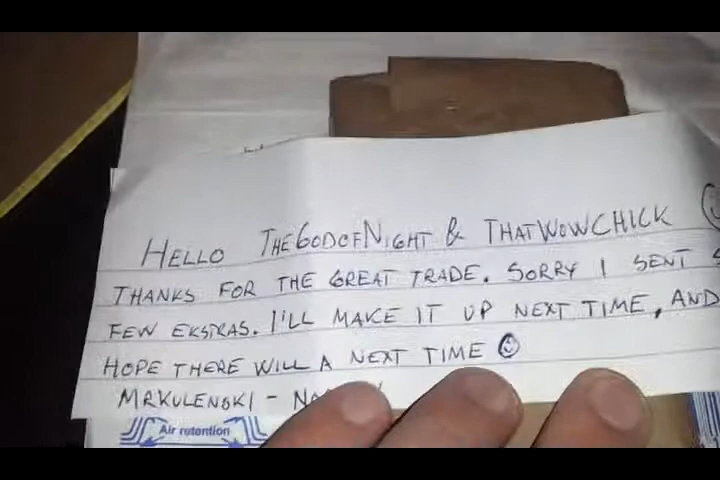 HELLO THEGODOFNIGHT & THATWOWCHICK
THANKS FOR THE GREAT TRADE. SORRY I SENT
FEW EKSTRAS. I'LL MAKE IT UP NEXT TIME, AND
HOPE THERE WILL A NEXT TIME
MRKULENSKI -
Air retention